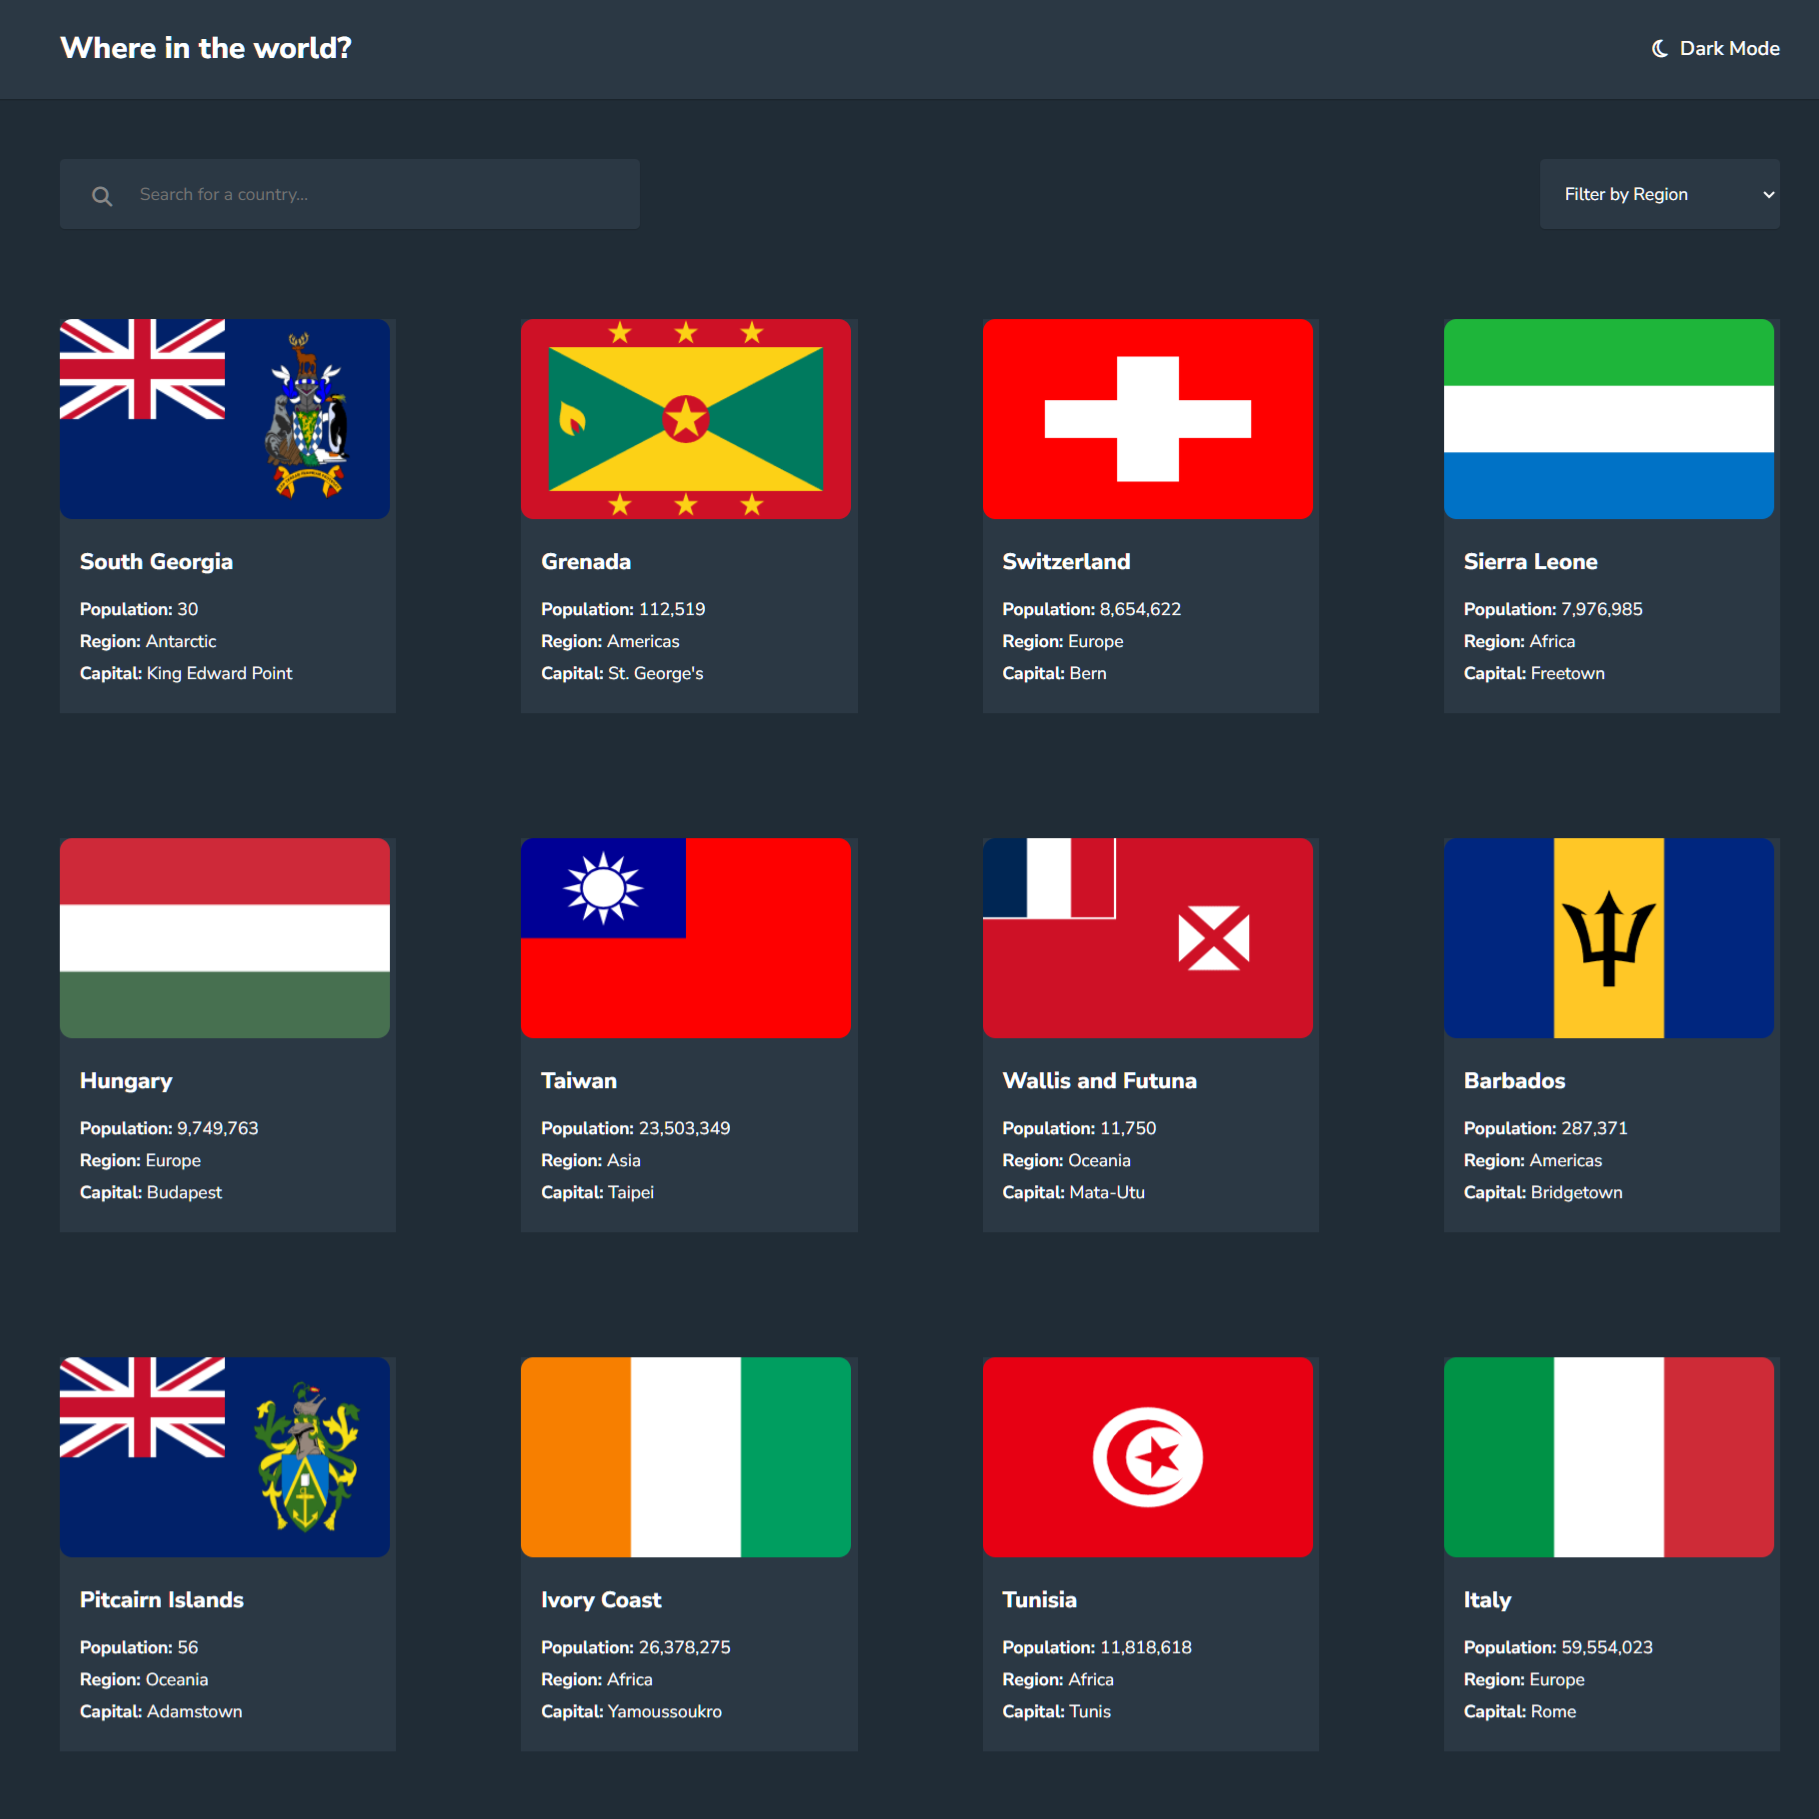 Where in the world?
Dark Mode
Search for a country...
Filter by Region
South Georgia
Population: 30
Region: Antarctic
Capital: King Edward Point
Grenada
Population: 112,519
Region: Americas
Capital: St. George's
Switzerland
Population: 8,654,622
Region: Europe
Capital: Bern
Sierra Leone
Population: 7,976,985
Region: Africa
Capital: Freetown
Hungary
Population: 9,749,763
Region: Europe
Capital: Budapest
Taiwan
Population: 23,503,349
Region: Asia
Capital: Taipei
Wallis and Futuna
Population: 11,750
Region: Oceania
Capital: Mata-Utu
Barbados
Population: 287,371
Region: Americas
Capital: Bridgetown
Pitcairn Islands
Population: 56
Region: Oceania
Capital: Adamstown
Ivory Coast
Population: 26,378,275
Region: Africa
Capital: Yamoussoukro
Tunisia
Population: 11,818,618
Region: Africa
Capital: Tunis
Italy
Population: 59,554,023
Region: Europe
Capital: Rome